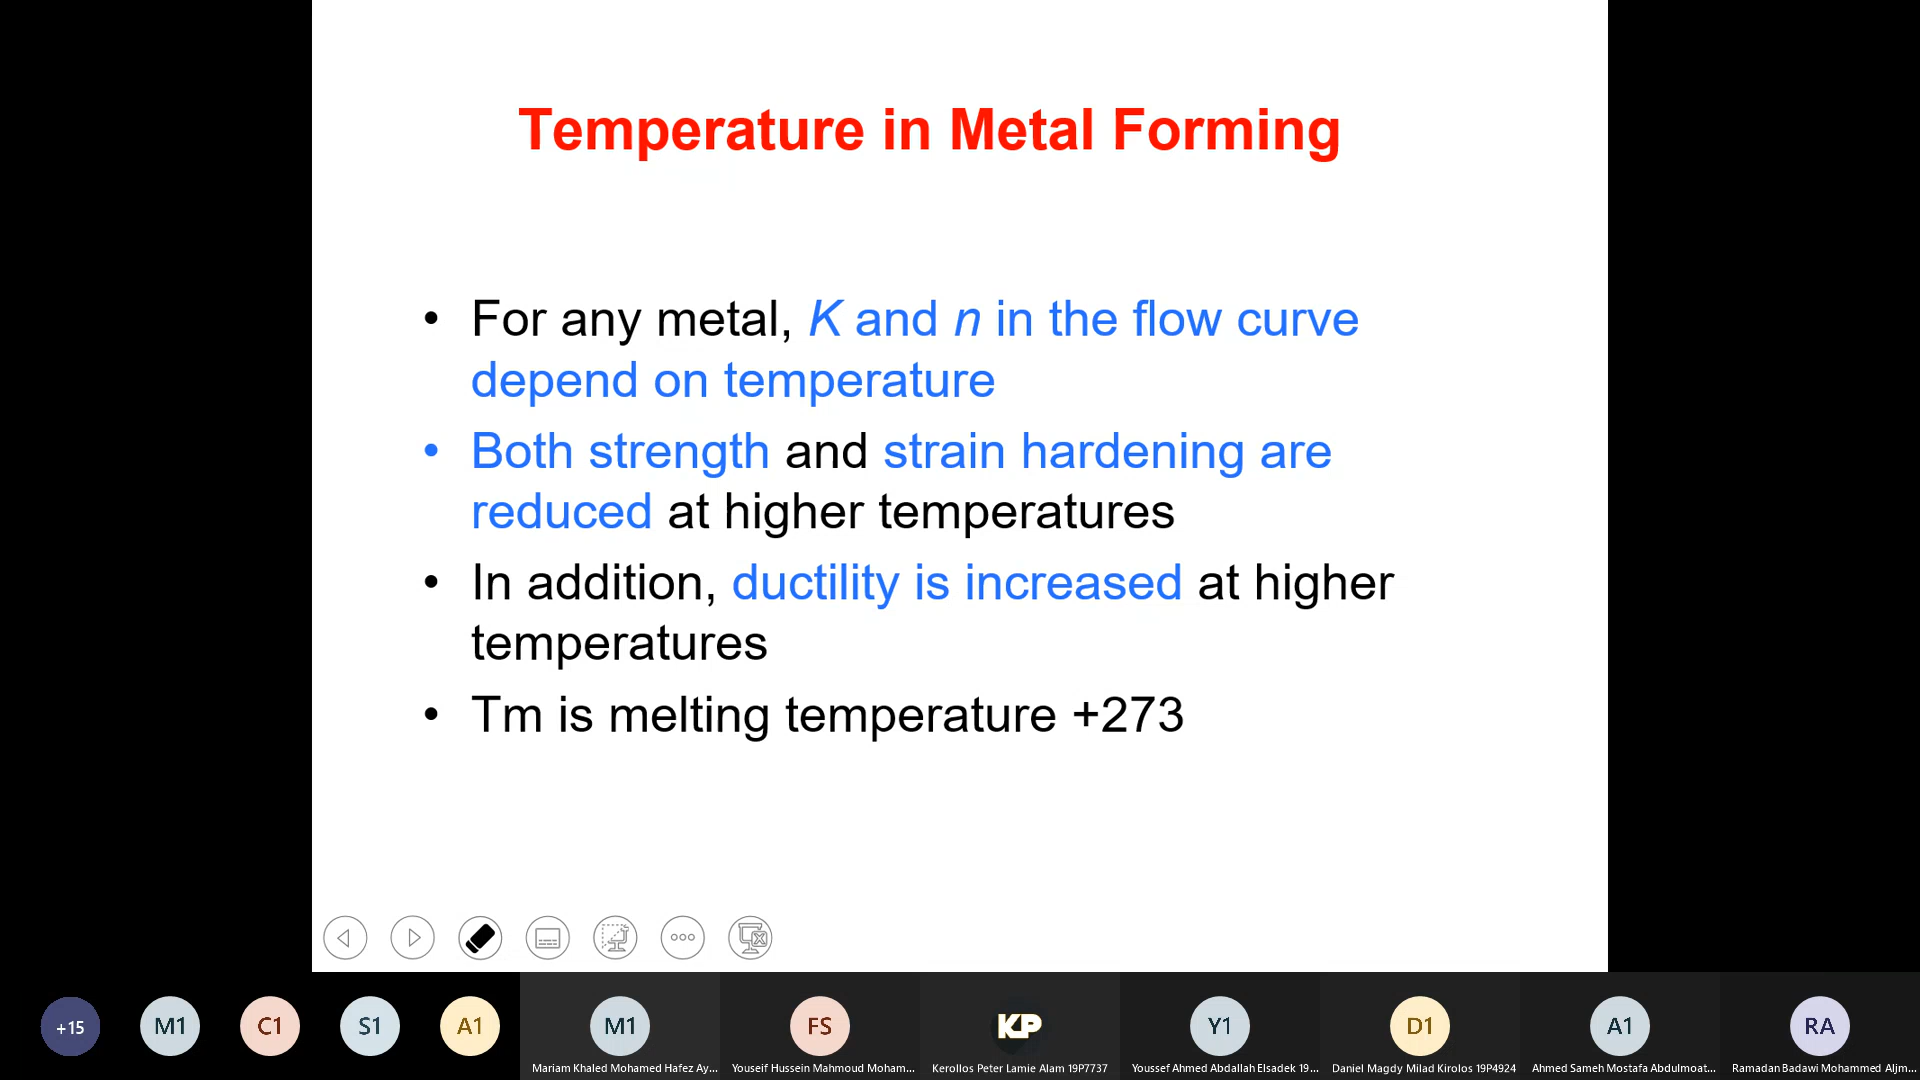 Temperature in Metal Forming
• For any metal, K and n in the flow curve
depend on temperature
• Both strength and strain hardening are
reduced at higher temperatures
• In addition, ductility is increased at higher
temperatures
• Tm is melting temperature +273
+15
M1
C1
S1
A1
M1
FS
KP
Y1
D1
A1
RA
Mariam Khaled Mohamed Hafez Ay...
Youseif Hussein Mahmoud Moham...
Kerollos Peter Lamie Alam 19P7737
Youssef Ahmed Abdallah Elsadek 19...
Daniel Magdy Milad Kirolos 19P4924
Ahmed Sameh Mostafa Abdulmoat...
Ramadan Badawi Mohammed Aljm...